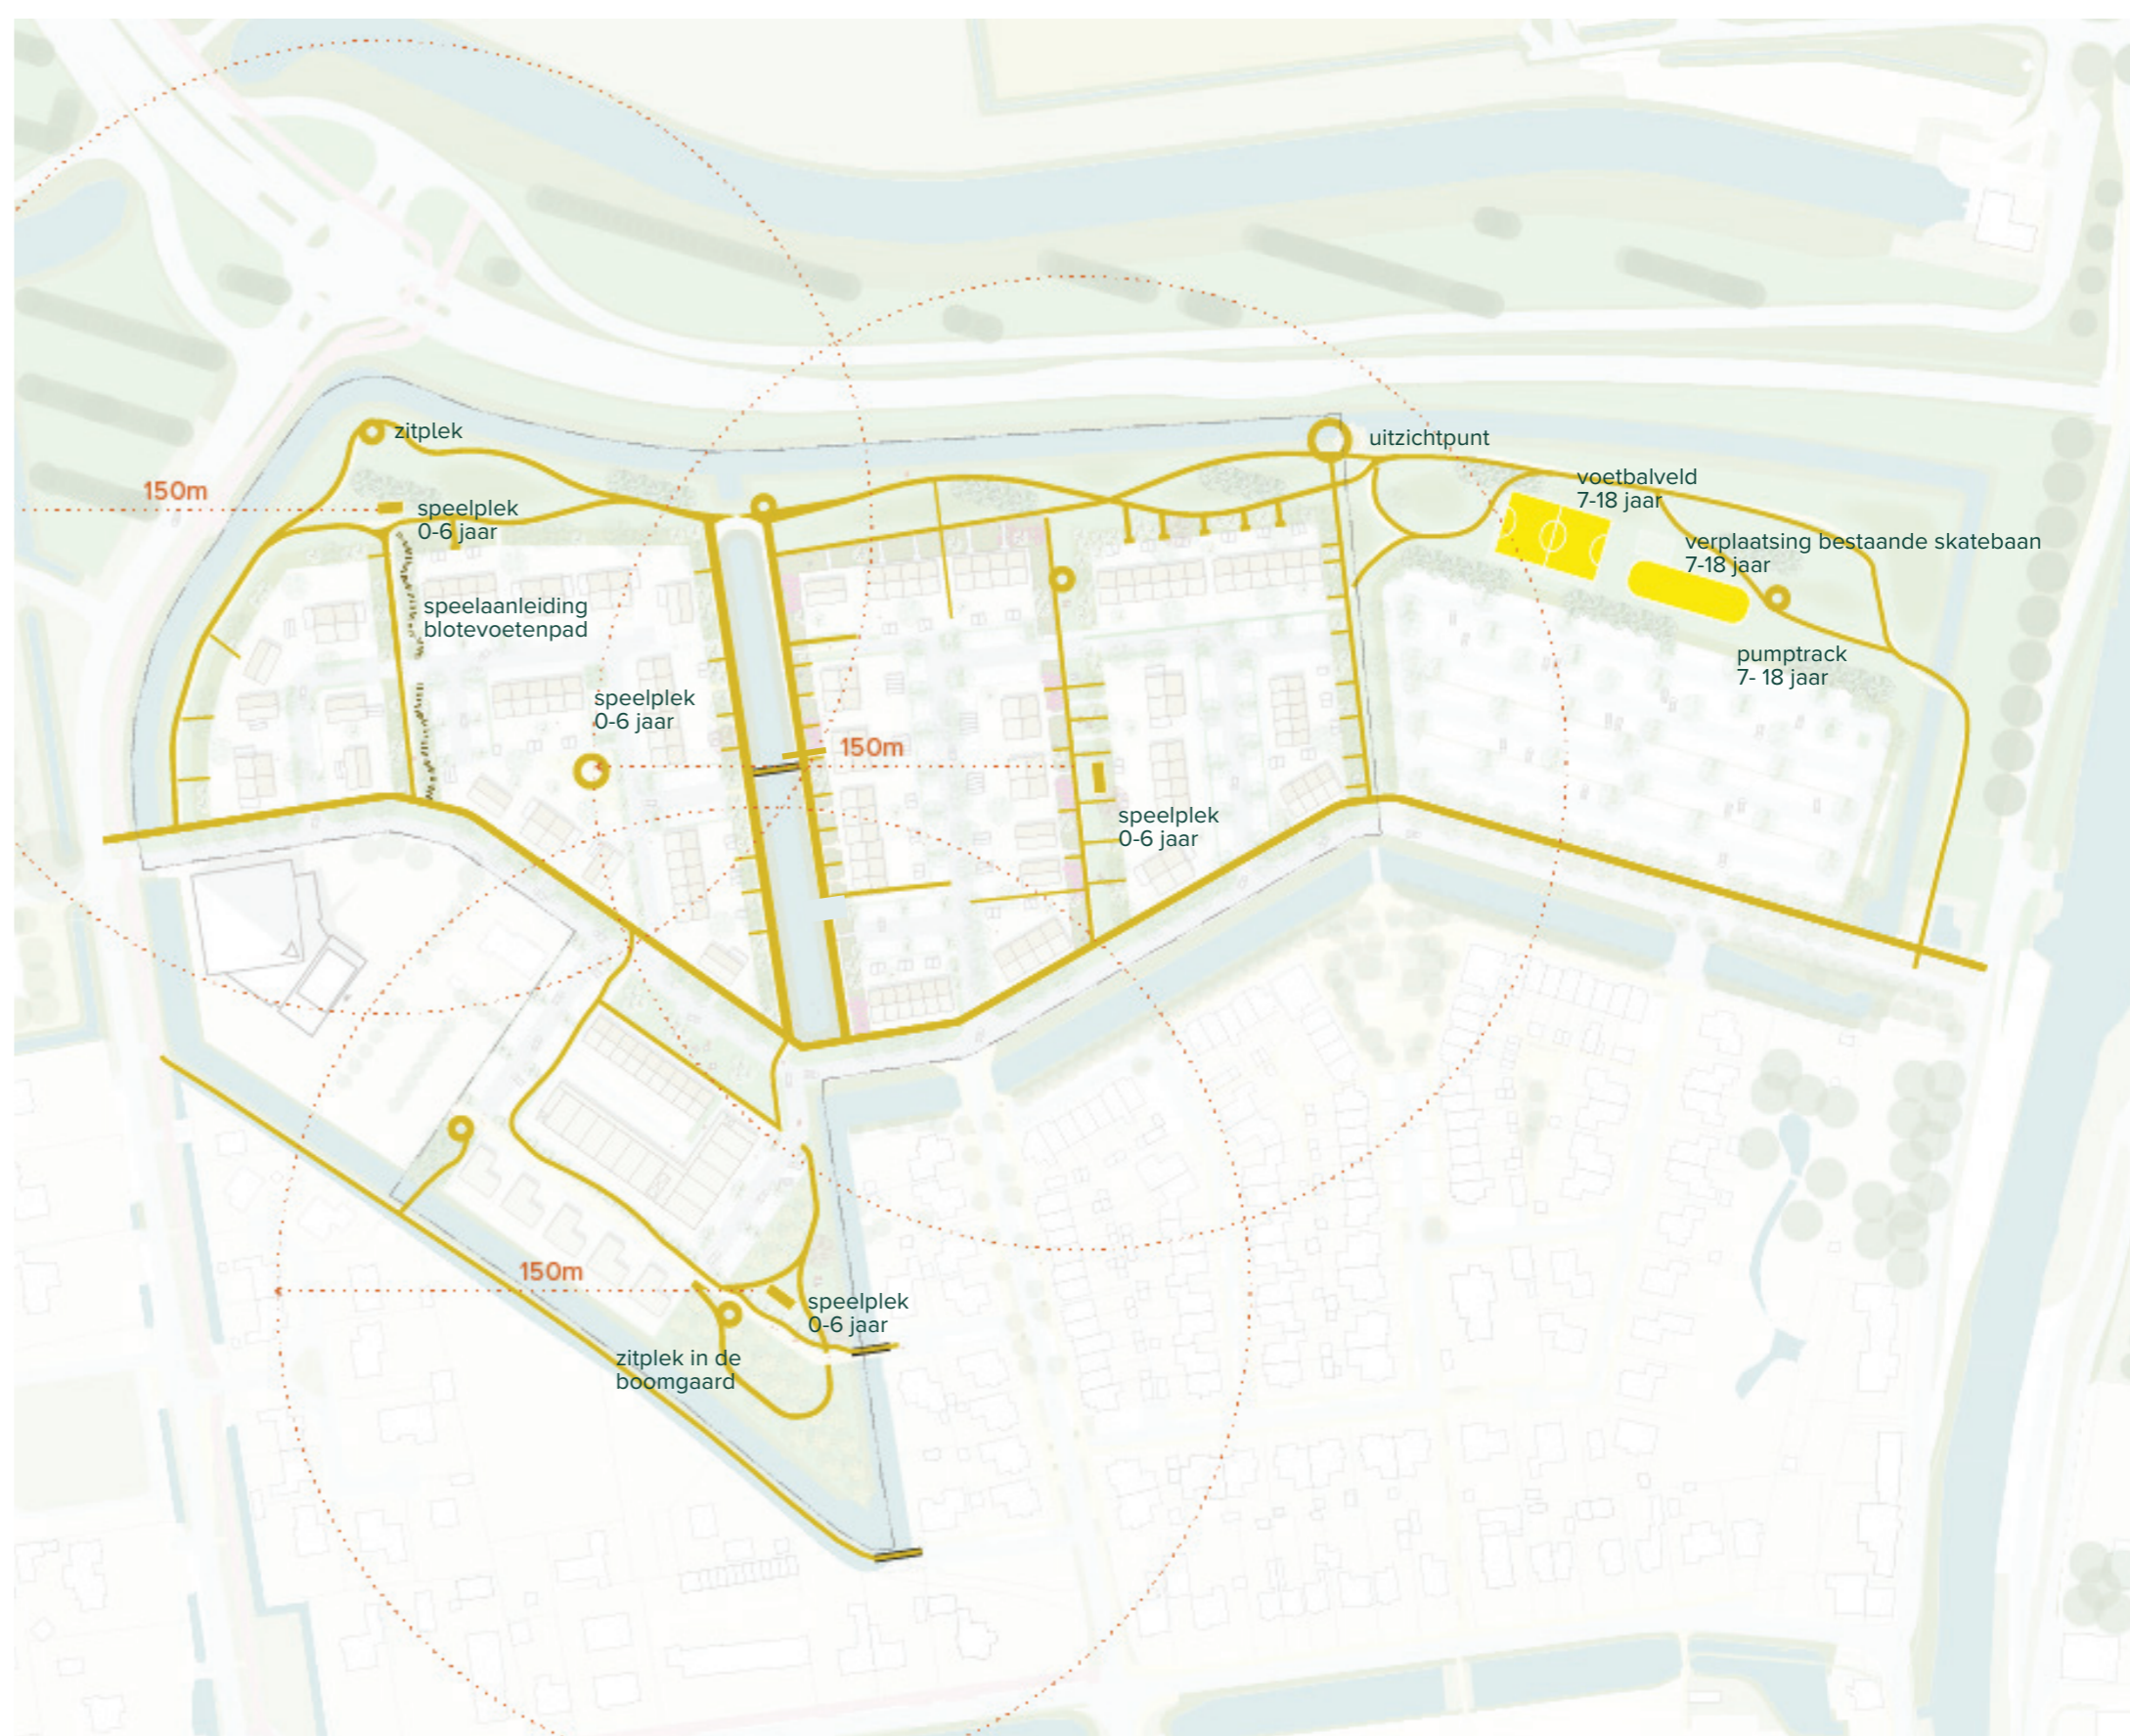 zitplek
uitzichtpunt
voetbalveld
7-18 jaar
150m
speelplek
0-6 jaar
verplaatsing bestaande skatebaan
7-18 jaar
speelaanleiding
blotevoetenpad
pumptrack
7- 18 jaar
speelplek
0-6 jaar
150m
speelplek
0-6 jaar
150m
speelplek
0-6 jaar
zitplek in de
boomgaard